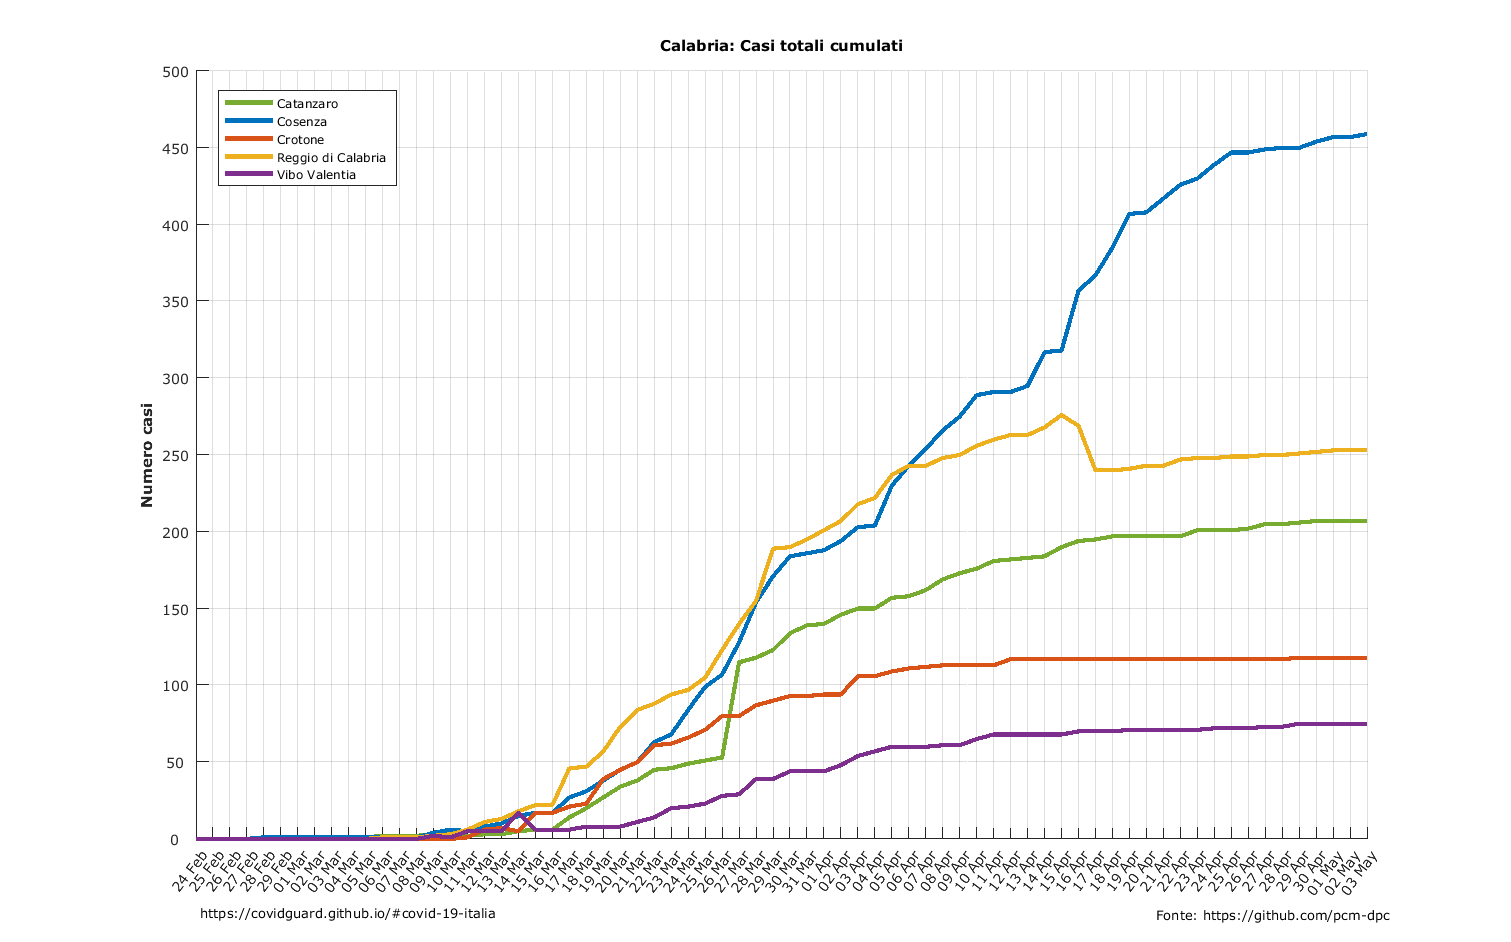 Calabria: Casi totali cumulati
500
450
400
350
300
250
200
150
100
50
0
Numero casi
Catanzaro
Cosenza
Crotone
Reggio di Calabria
Vibo Valentia
24 Feb
25 Feb
26 Feb
27 Feb
28 Feb
29 Feb
01 Mar
02 Mar
03 Mar
04 Mar
05 Mar
06 Mar
07 Mar
08 Mar
09 Mar
10 Mar
11 Mar
12 Mar
13 Mar
14 Mar
15 Mar
16 Mar
17 Mar
18 Mar
19 Mar
20 Mar
21 Mar
22 Mar
23 Mar
24 Mar
25 Mar
26 Mar
27 Mar
28 Mar
29 Mar
30 Mar
31 Mar
01 Apr
02 Apr
03 Apr
04 Apr
05 Apr
06 Apr
07 Apr
08 Apr
09 Apr
10 Apr
11 Apr
12 Apr
13 Apr
14 Apr
15 Apr
16 Apr
17 Apr
18 Apr
19 Apr
20 Apr
21 Apr
22 Apr
23 Apr
24 Apr
25 Apr
26 Apr
27 Apr
28 Apr
29 Apr
30 Apr
01 May
02 May
03 May
https://covidguard.github.io/#covid-19-italia
Fonte: https://github.com/pcm-dpc